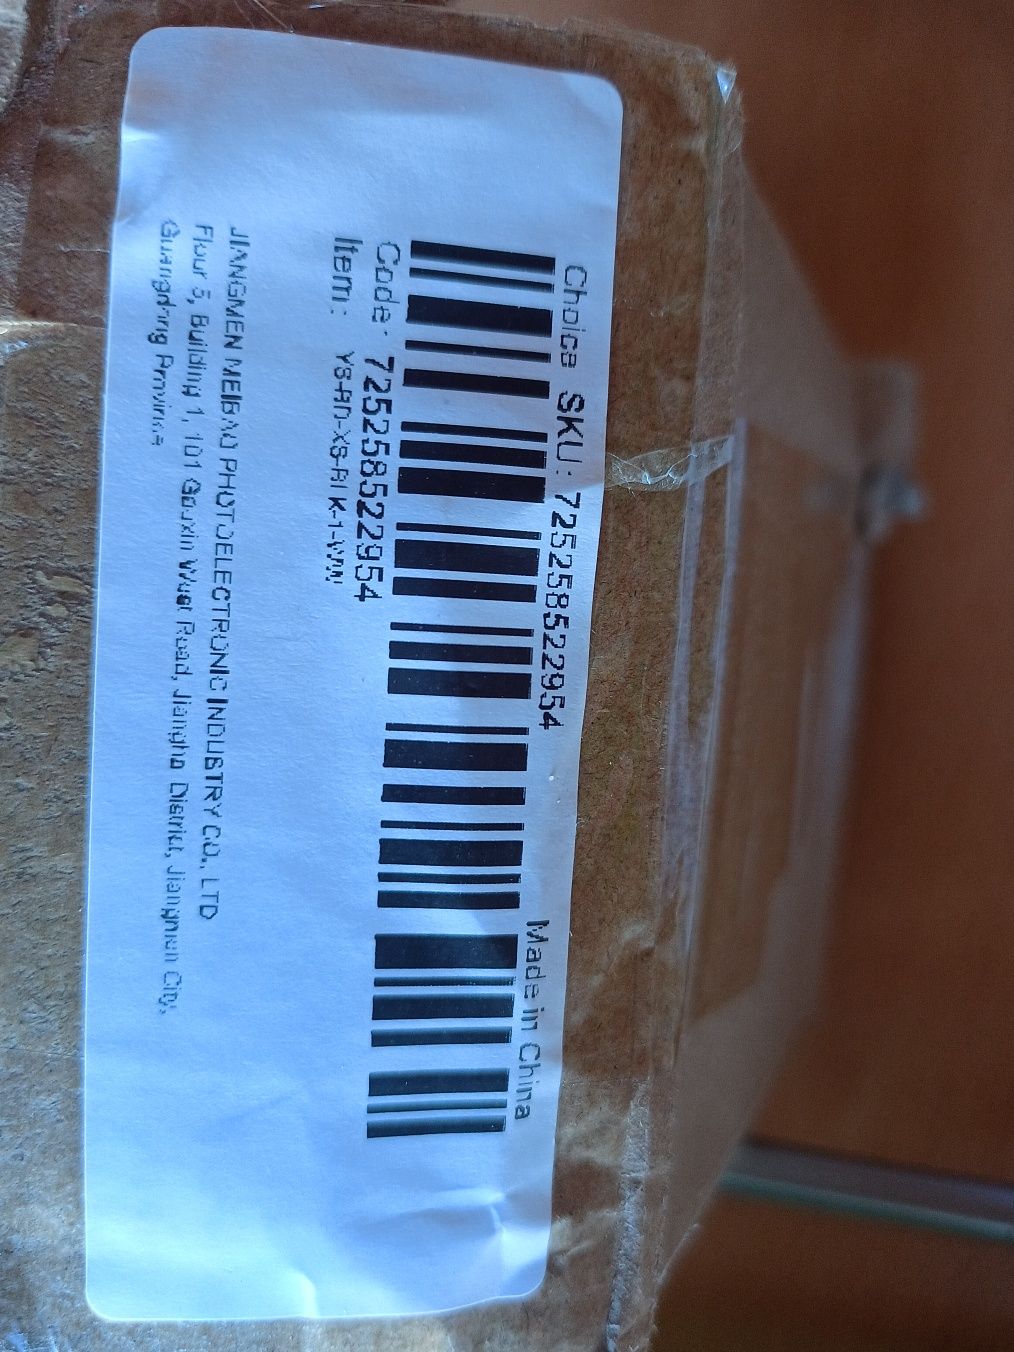 Choice SKU: 725258522954 Made in China
Code: 725258522954
Item: YS-RD-XS-BLK-1-WW
JIANGMEN MEIBAO PHOTOELECTRONIC INDUSTRY CO., LTD
Floor 5, Building 1, 101 Gaoxin West Road, Jianghai District, Jiangmen City,
Guangdong Province